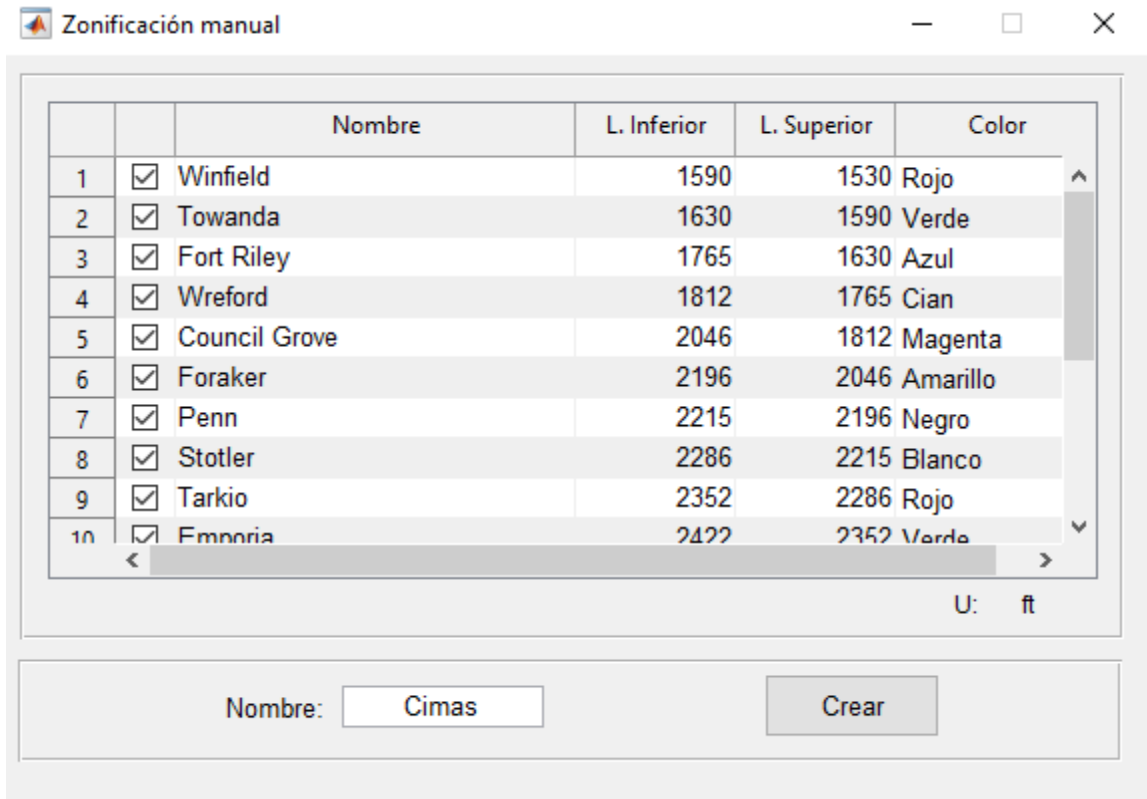 Zonificación manual
Nombre L. Inferior L. Superior Color
1 Winfield 1590 1530 Rojo
2 Towanda 1630 1590 Verde
3 Fort Riley 1765 1630 Azul
4 Wreford 1812 1765 Cian
5 Council Grove 2046 1812 Magenta
6 Foraker 2196 2046 Amarillo
7 Penn 2215 2196 Negro
8 Stotler 2286 2215 Blanco
9 Tarkio 2352 2286 Rojo
10 Emporia 2422 2352 Verde
U: ft
Nombre: Cimas Crear